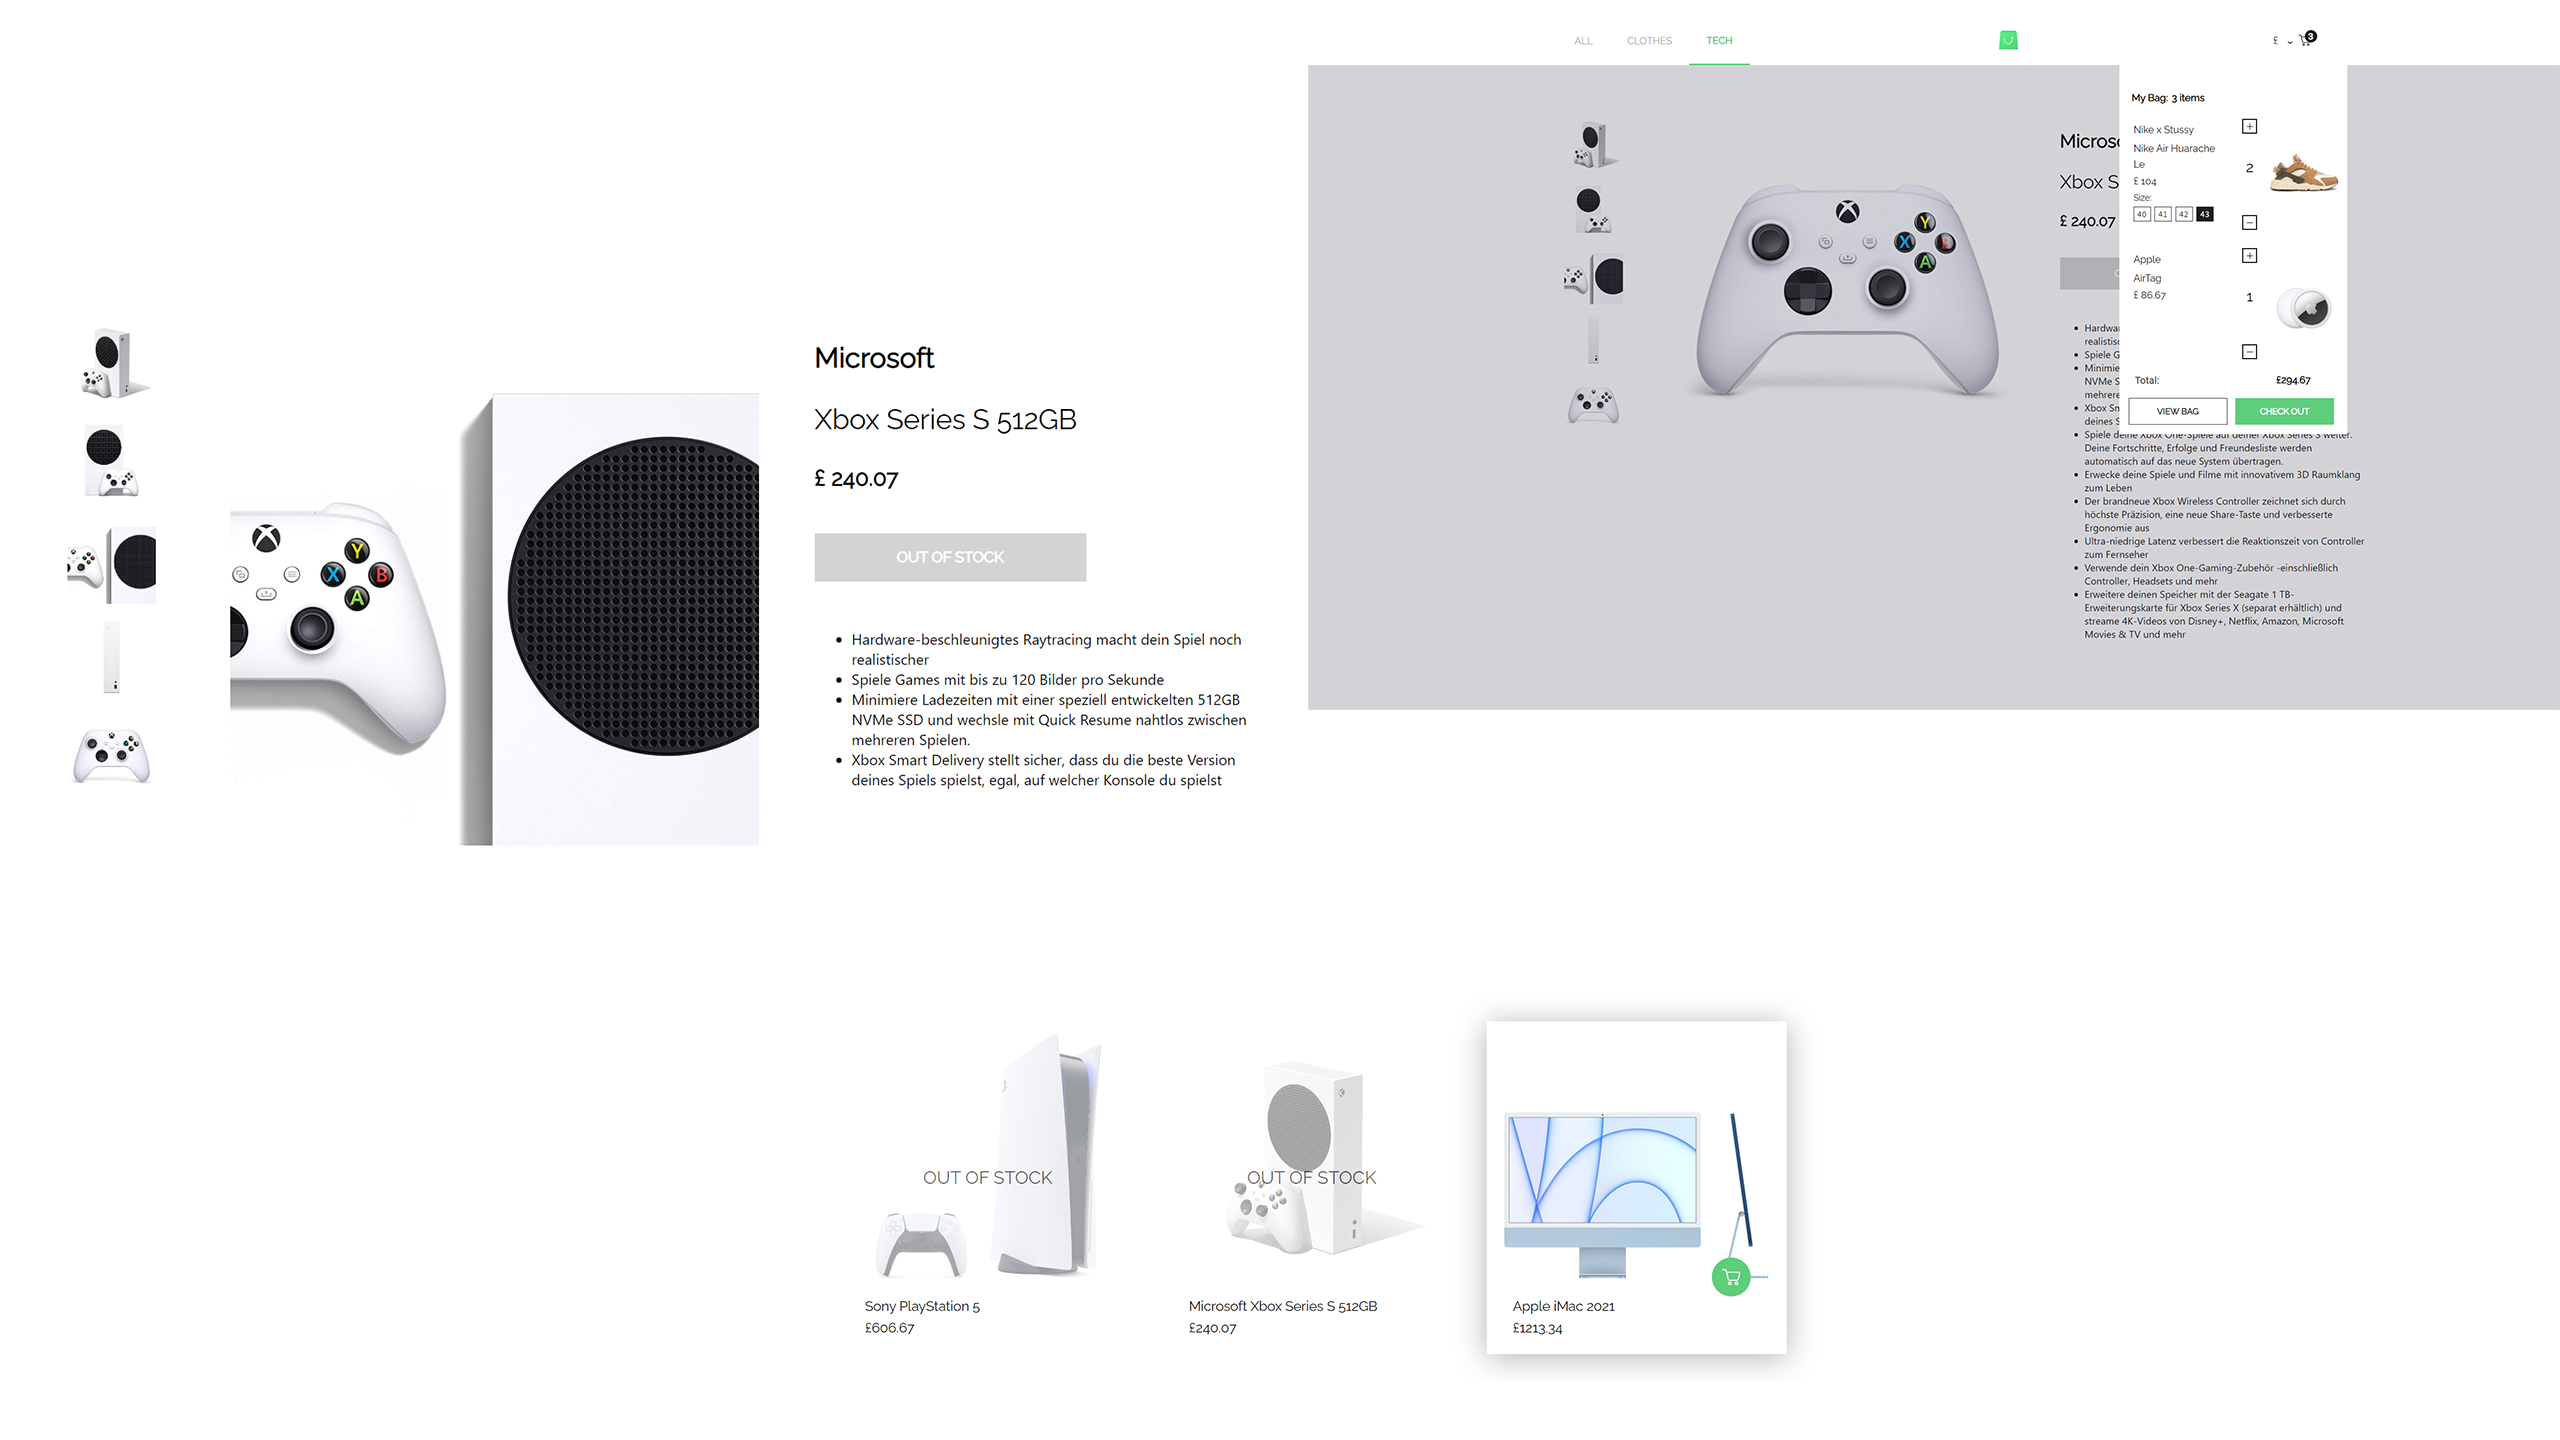 Microsoft
Xbox Series S 512GB
£ 240.07
OUT OF STOCK
Hardware-beschleunigtes Raytracing macht dein Spiel noch
realistischer
Spiele Games mit bis zu 120 Bilder pro Sekunde
Minimiere Ladezeiten mit einer speziell entwickelten 512GB
NVMe SSD und wechsle mit Quick Resume nahtlos zwischen
mehreren Spielen.
Xbox Smart Delivery stellt sicher, dass du die beste Version
deines Spiels spielst, egal, auf welcher Konsole du spielst
Y
X
B
A
ALL
CLOTHES
TECH
£
3
Y
X
B
A
Micros
Xbox S
£ 240.07
Hardwa
realistis
Spiele G
Minimie
NVMe S
mehrere
Xbox Sm
deines S
Spiele deine Xbox One-Spiele auf deiner Xbox Series S weiter.
Deine Fortschritte, Erfolge und Freundesliste werden
automatisch auf das neue System übertragen.
Erwecke deine Spiele und Filme mit innovativem 3D Raumklang
zum Leben
Der brandneue Xbox Wireless Controller zeichnet sich durch
höchste Präzision, eine neue Share-Taste und verbesserte
Ergonomie aus
Ultra-niedrige Latenz verbessert die Reaktionszeit von Controller
zum Fernseher
Verwende dein Xbox One-Gaming-Zubehör -einschließlich
Controller, Headsets und mehr
Erweitere deinen Speicher mit der Seagate 1 TB-
Erweiterungskarte für Xbox Series X (separat erhältlich) und
streame 4K-Videos von Disney+, Netflix, Amazon, Microsoft
Movies & TV und mehr
My Bag: 3 items
Nike x Stussy
Nike Air Huarache
Le
£ 104
Size:
40 41 42 43
2
Apple
AirTag
£ 86.67
1
Total: £294.67
VIEW BAG
CHECK OUT
OUT OF STOCK
Sony PlayStation 5
£606.67
OUT OF STOCK
Microsoft Xbox Series S 512GB
£240.07
Apple iMac 2021
£1213.34